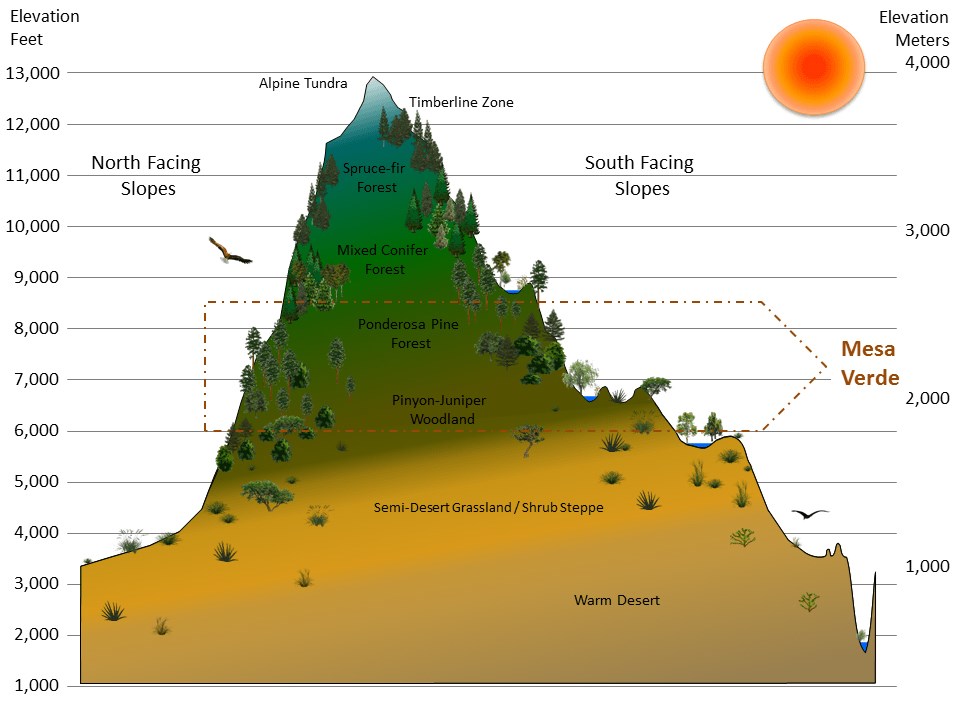 Elevation
Feet
Elevation
Meters
13,000
12,000
11,000
10,000
9,000
8,000
7,000
6,000
5,000
4,000
3,000
2,000
1,000
4,000
3,000
2,000
1,000
Alpine Tundra
Timberline Zone
North Facing
Slopes
South Facing
Slopes
Spruce-fir
Forest
Mixed Conifer
Forest
Ponderosa Pine
Forest
Mesa
Verde
Pinyon-Juniper
Woodland
Semi-Desert Grassland / Shrub Steppe
Warm Desert